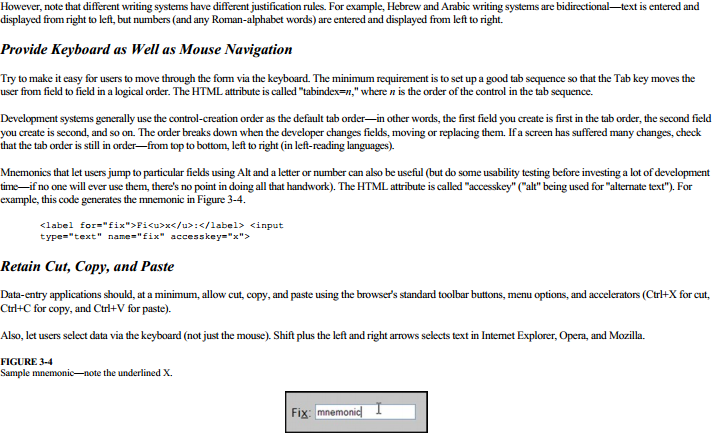 However, note that different writing systems have different justification rules. For example, Hebrew and Arabic writing systems are bidirectional—text is entered and
displayed from right to left, but numbers (and any Roman-alphabet words) are entered and displayed from left to right.
Provide Keyboard as Well as Mouse Navigation
Try to make it easy for users to move through the form via the keyboard. The minimum requirement is to set up a good tab sequence so that the Tab key moves the
user from field to field in a logical order. The HTML attribute is called "tabindex=n," where n is the order of the control in the tab sequence.
Development systems generally use the control-creation order as the default tab order—in other words, the first field you create is first in the tab order, the second field
you create is second, and so on. The order breaks down when the developer changes fields, moving or replacing them. If a screen has suffered many changes, check
that the tab order is still in order—from top to bottom, left to right (in left-reading languages).
Mnemonics that let users jump to particular fields using Alt and a letter or number can also be useful (but do some usability testing before investing a lot of development
time—if no one will ever use them, there's no point in doing all that handwork). The HTML attribute is called "accesskey" ("alt" being used for "alternate text"). For
example, this code generates the mnemonic in Figure 3-4.
<label for="fix">Fi<u>x</u>:</label> <input
type="text" name="fix" accesskey="x">
Retain Cut, Copy, and Paste
Data-entry applications should, at a minimum, allow cut, copy, and paste using the browser's standard toolbar buttons, menu options, and accelerators (Ctrl+X for cut,
Ctrl+C for copy, and Ctrl+V for paste).
Also, let users select data via the keyboard (not just the mouse). Shift plus the left and right arrows selects text in Internet Explorer, Opera, and Mozilla.
FIGURE 3-4
Sample mnemonic—note the underlined X.
Fix: mnemonic